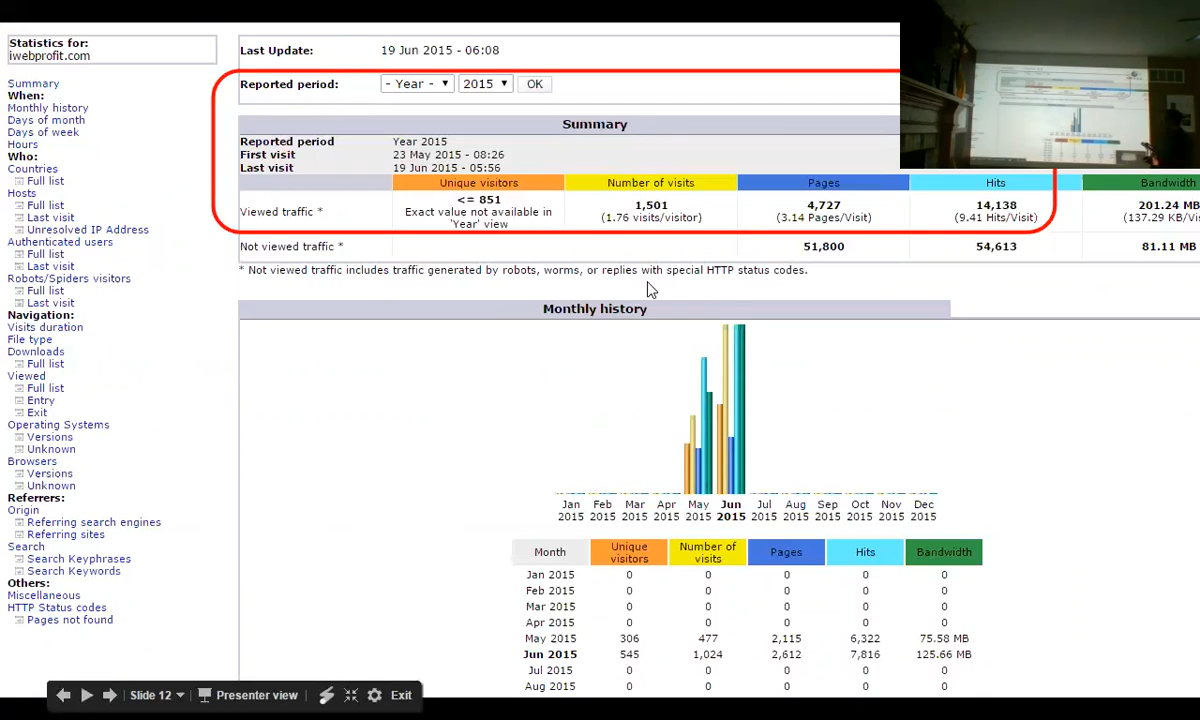 Statistics for:
iwebprofit.com
Summary
When:
Monthly history
Days of month
Days of week
Hours
Who:
Countries
Full list
Hosts
Full list
Last visit
Unresolved IP Address
Authenticated users
Full list
Last visit
Robots/Spiders visitors
Full list
Last visit
Navigation:
Visits duration
File type
Downloads
Full list
Viewed
Full list
Entry
Exit
Operating Systems
Versions
Unknown
Browsers
Versions
Unknown
Referrers:
Origin
Referring search engines
Referring sites
Search
Search Keyphrases
Search Keywords
Others:
Miscellaneous
HTTP Status codes
Pages not found
Last Update: 19 Jun 2015 - 06:08
Reported period: - Year - 2015 OK
Summary
Reported period Year 2015
First visit 23 May 2015 - 08:26
Last visit 19 Jun 2015 - 05:56
Unique visitors Number of visits Pages Hits Bandwidth
Viewed traffic * <= 851 1,501 4,727 14,138 201.24 MB
Exact value not available in (1.76 visits/visitor) (3.14 Pages/Visit) (9.41 Hits/Visit) (137.29 KB/Vis
'Year' view
Not viewed traffic * 51,800 54,613 81.11 MB
* Not viewed traffic includes traffic generated by robots, worms, or replies with special HTTP status codes.
Monthly history
Jan Feb Mar Apr May Jun Jul Aug Sep Oct Nov Dec
2015 2015 2015 2015 2015 2015 2015 2015 2015 2015 2015 2015
Month Unique visitors Number of visits Pages Hits Bandwidth
Jan 2015 0 0 0 0 0
Feb 2015 0 0 0 0 0
Mar 2015 0 0 0 0 0
Apr 2015 0 0 0 0 0
May 2015 306 477 2,115 6,322 75.58 MB
Jun 2015 545 1,024 2,612 7,816 125.66 MB
Jul 2015 0 0 0 0 0
Aug 2015 0 0 0 0 0
Slide 12 Presenter view Exit